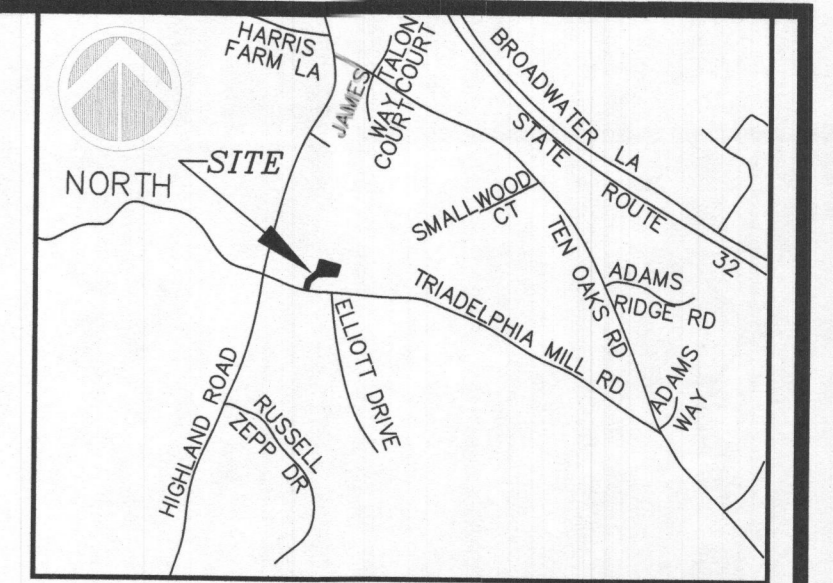 HARRIS
FARM LA
JAMES
WAY
COURT
TALON
COURT
BROADWATER LA
STATE ROUTE 32
NORTH
SITE
SMALLWOOD
CT
TEN OAKS RD
ADAMS
RIDGE RD
TRIADELPHIA MILL RD
ADAMS
WAY
ELLIOTT DRIVE
HIGHLAND ROAD
RUSSELL
ZEPP DR